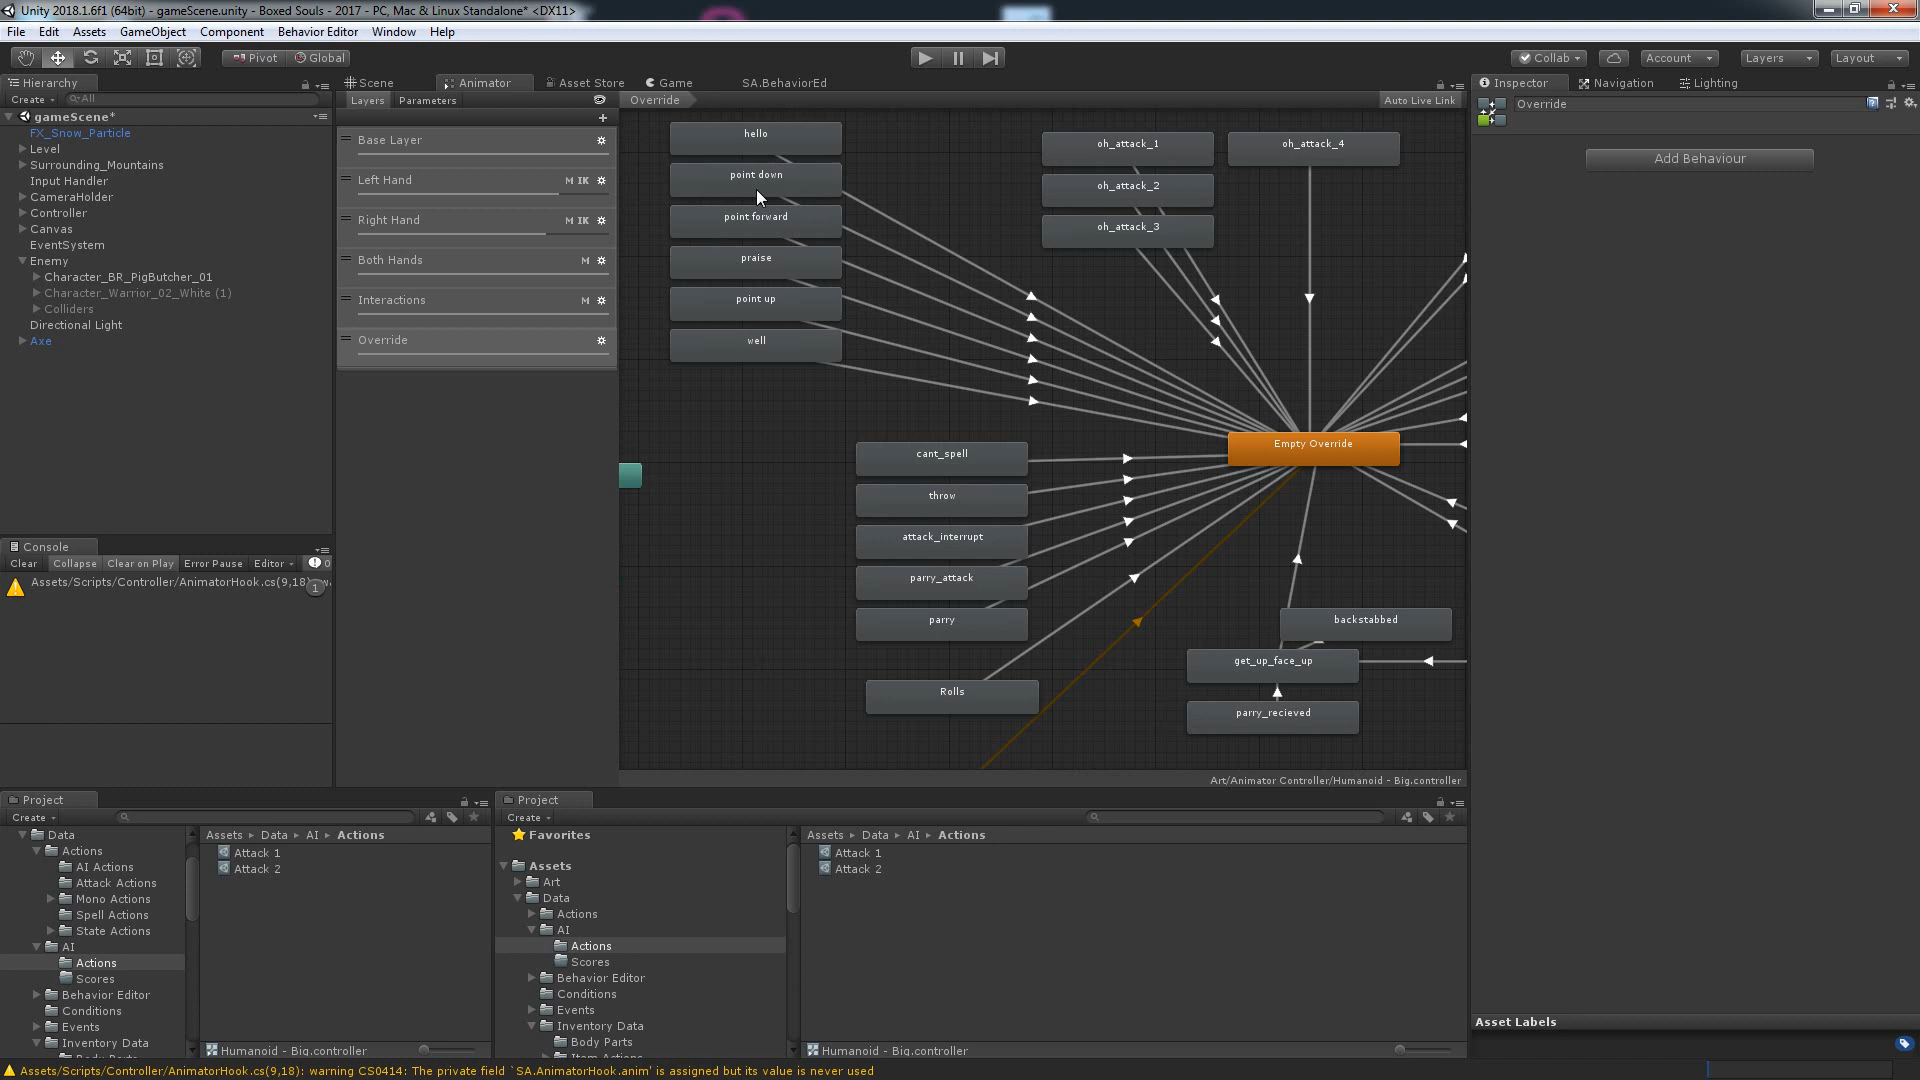 Unity 2018.1.6f1 (64bit) - gameScene.unity - Boxed Souls - 2017 - PC, Mac & Linux Standalone* <DX11>
File Edit Assets GameObject Component Behavior Editor Window Help
Pivot Global Collab Account Layers Layout
Hierarchy
Create All
gameScene*
FX_Snow_Particle
Level
Surrounding_Mountains
Input Handler
CameraHolder
Controller
Canvas
EventSystem
Enemy
Character_BR_PigButcher_01
Character_Warrior_02_White (1)
Colliders
Directional Light
Axe
Console
Clear Collapse Clear on Play Error Pause Editor 0
Assets/Scripts/Controller/AnimatorHook.cs(9,18)
1
Scene Animator Asset Store Game SA.BehaviorEd
Layers Parameters
Base Layer
Left Hand M IK
Right Hand M IK
Both Hands M
Interactions M
Override
Override Auto Live Link
hello
point down
point forward
praise
point up
well
oh_attack_1
oh_attack_2
oh_attack_3
oh_attack_4
Empty Override
cant_spell
throw
attack_interrupt
parry_attack
parry
Rolls
backstabbed
get_up_face_up
parry_recieved
Art/Animator Controller/Humanoid - Big.controller
Inspector Navigation Lighting
Override
Add Behaviour
Asset Labels
Project
Create
Data
Actions
AI Actions
Attack Actions
Mono Actions
Spell Actions
State Actions
AI
Actions
Scores
Behavior Editor
Conditions
Events
Inventory Data
Body Parts
Assets Data AI Actions
Attack 1
Attack 2
Humanoid - Big.controller
Project
Create
Favorites
Assets
Art
Data
Actions
AI
Actions
Scores
Behavior Editor
Conditions
Events
Inventory Data
Body Parts
Item Actions
Assets Data AI Actions
Attack 1
Attack 2
Humanoid - Big.controller
Assets/Scripts/Controller/AnimatorHook.cs(9,18): warning CS0414: The private field `SA.AnimatorHook.anim' is assigned but its value is never used